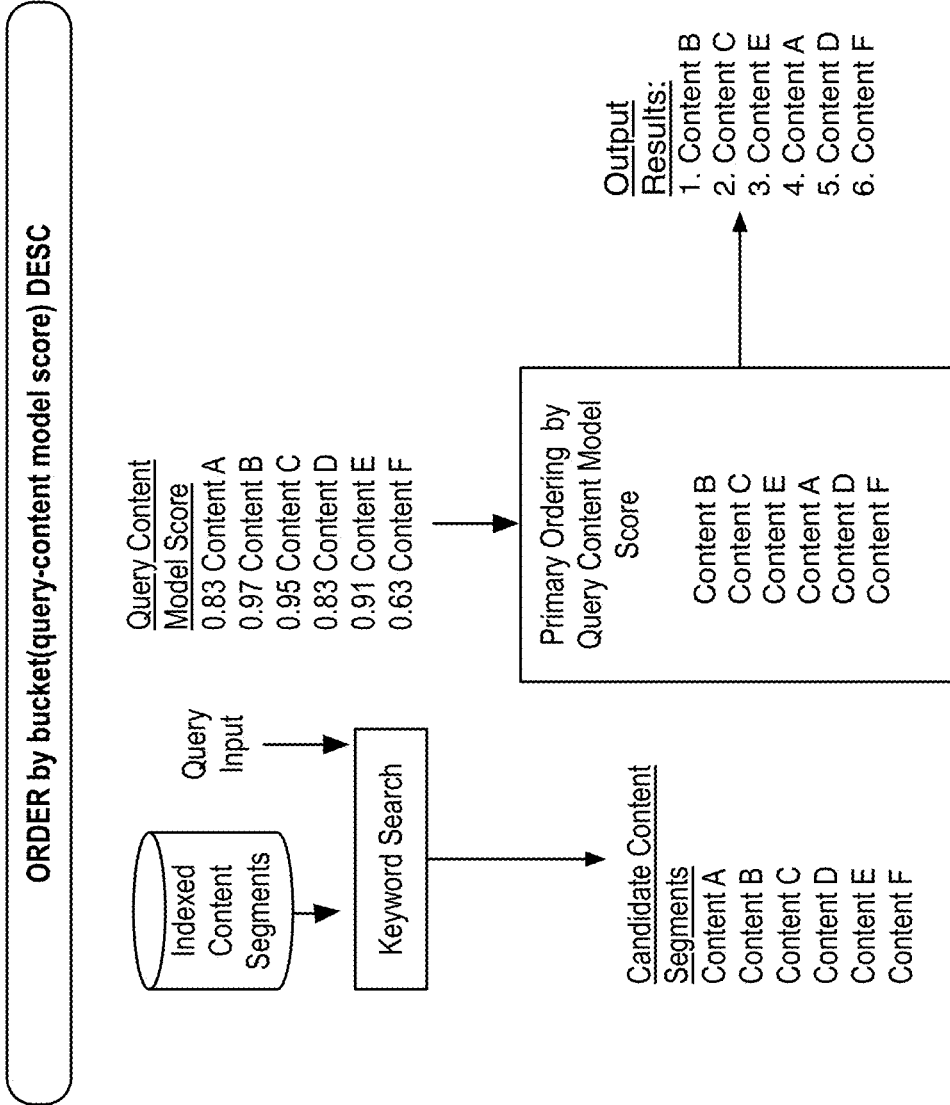 ORDER by bucket(query-content model score) DESC
Indexed
Content
Segments
Query
Input
Keyword Search
Candidate Content
Segments
Content A
Content B
Content C
Content D
Content E
Content F
Query Content
Model Score
0.83 Content A
0.97 Content B
0.95 Content C
0.83 Content D
0.91 Content E
0.63 Content F
Primary Ordering by
Query Content Model
Score
Content B
Content C
Content E
Content A
Content D
Content F
Output
Results:
1. Content B
2. Content C
3. Content E
4. Content A
5. Content D
6. Content F